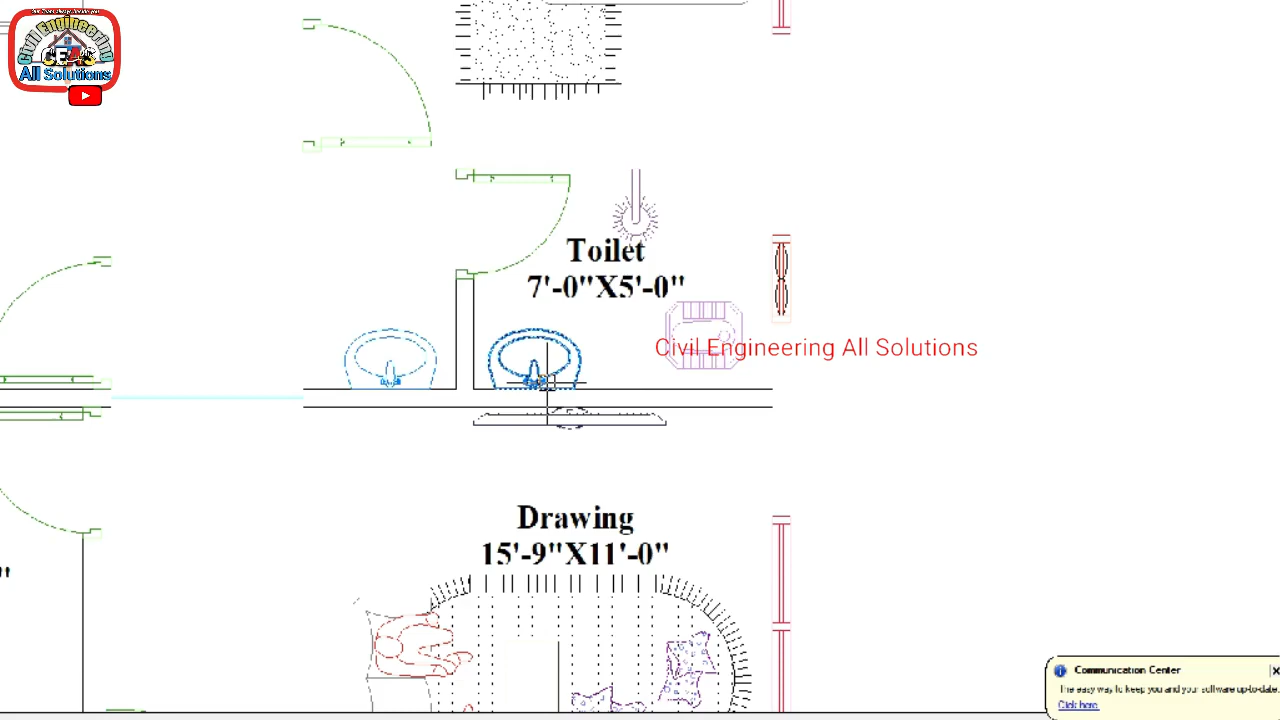 Civil Engineering
CEAS
All Solutions
Toilet
7'-0"X5'-0"
Civil Engineering All Solutions
Drawing
15'-9"X11'-0"
"
Communication Center
The easy way to keep you and your software up-to-date.
Click here.